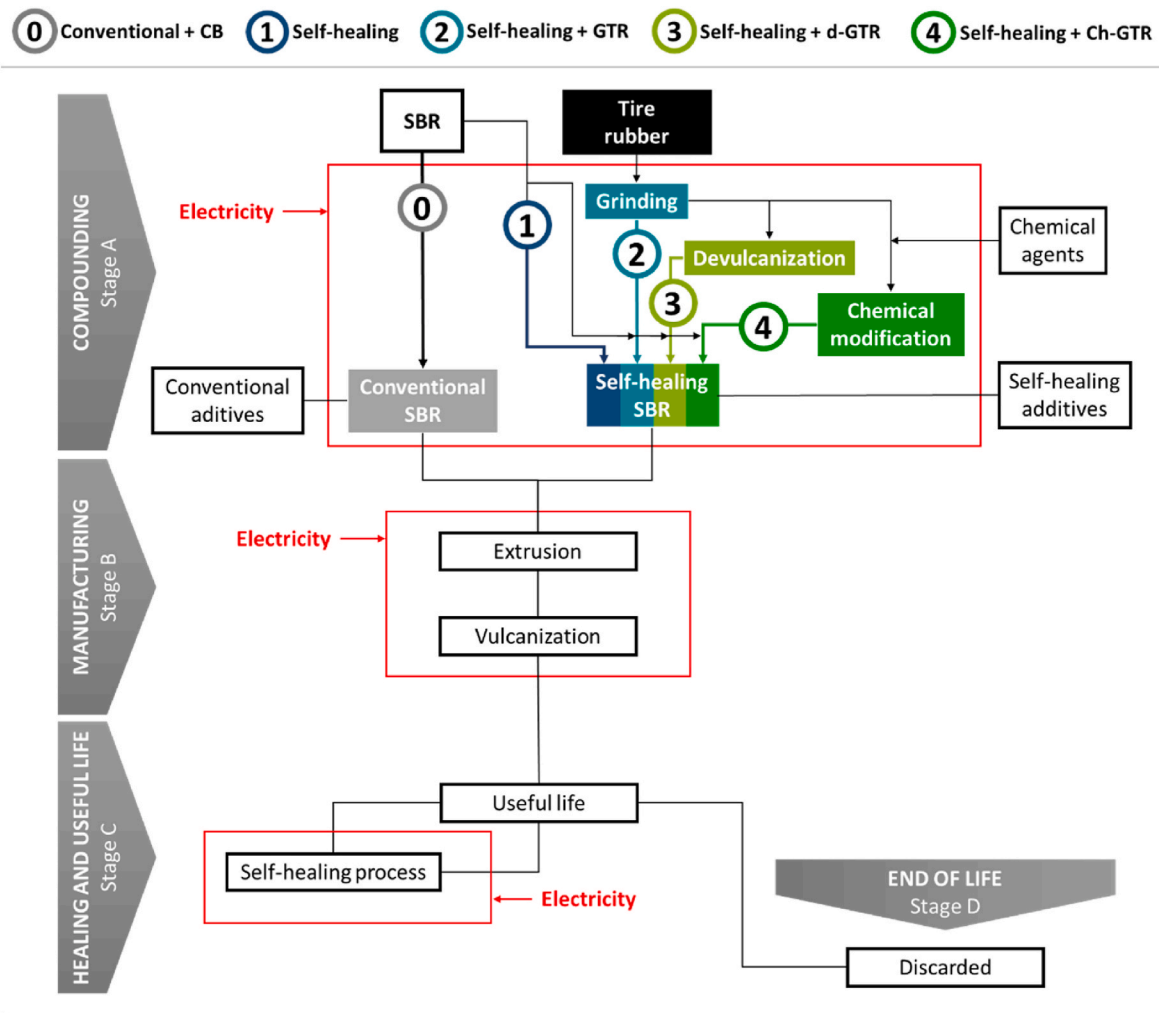 0 Conventional + CB
1 Self-healing
2 Self-healing + GTR
3 Self-healing + d-GTR
4 Self-healing + Ch-GTR
COMPOUNDING
Stage A
SBR
Tire
rubber
Electricity
0
1
Grinding
2
Devulcanization
3
4
Chemical
modification
Chemical
agents
Conventional
aditives
Conventional
SBR
Self-healing
SBR
Self-healing
additives
MANUFACTURING
Stage B
Electricity
Extrusion
Vulcanization
HEALING AND USEFUL LIFE
Stage C
Useful life
Self-healing process
Electricity
END OF LIFE
Stage D
Discarded